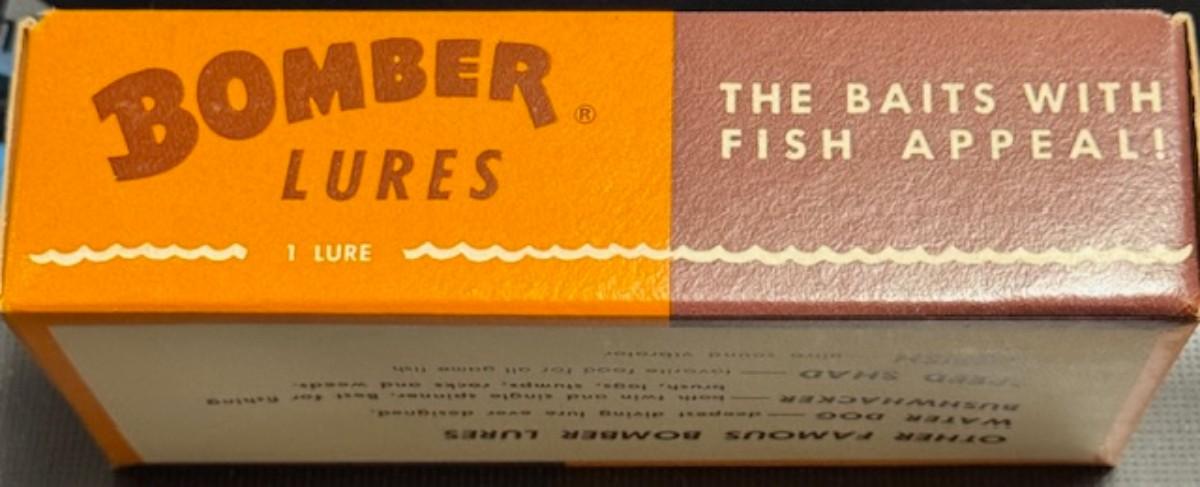 BOMBER ®
LURES
THE BAITS WITH
FISH APPEAL!
1 LURE
OTHER FAMOUS BOMBER LURES
WATER DOG — deepest diving lure ever designed.
BUSHWHACKER — both twin and single spinner. Best for fishing
brush, logs, stumps, rocks and weeds.
SPEED SHAD — favorite food for all game fish
— alive sound vibrator